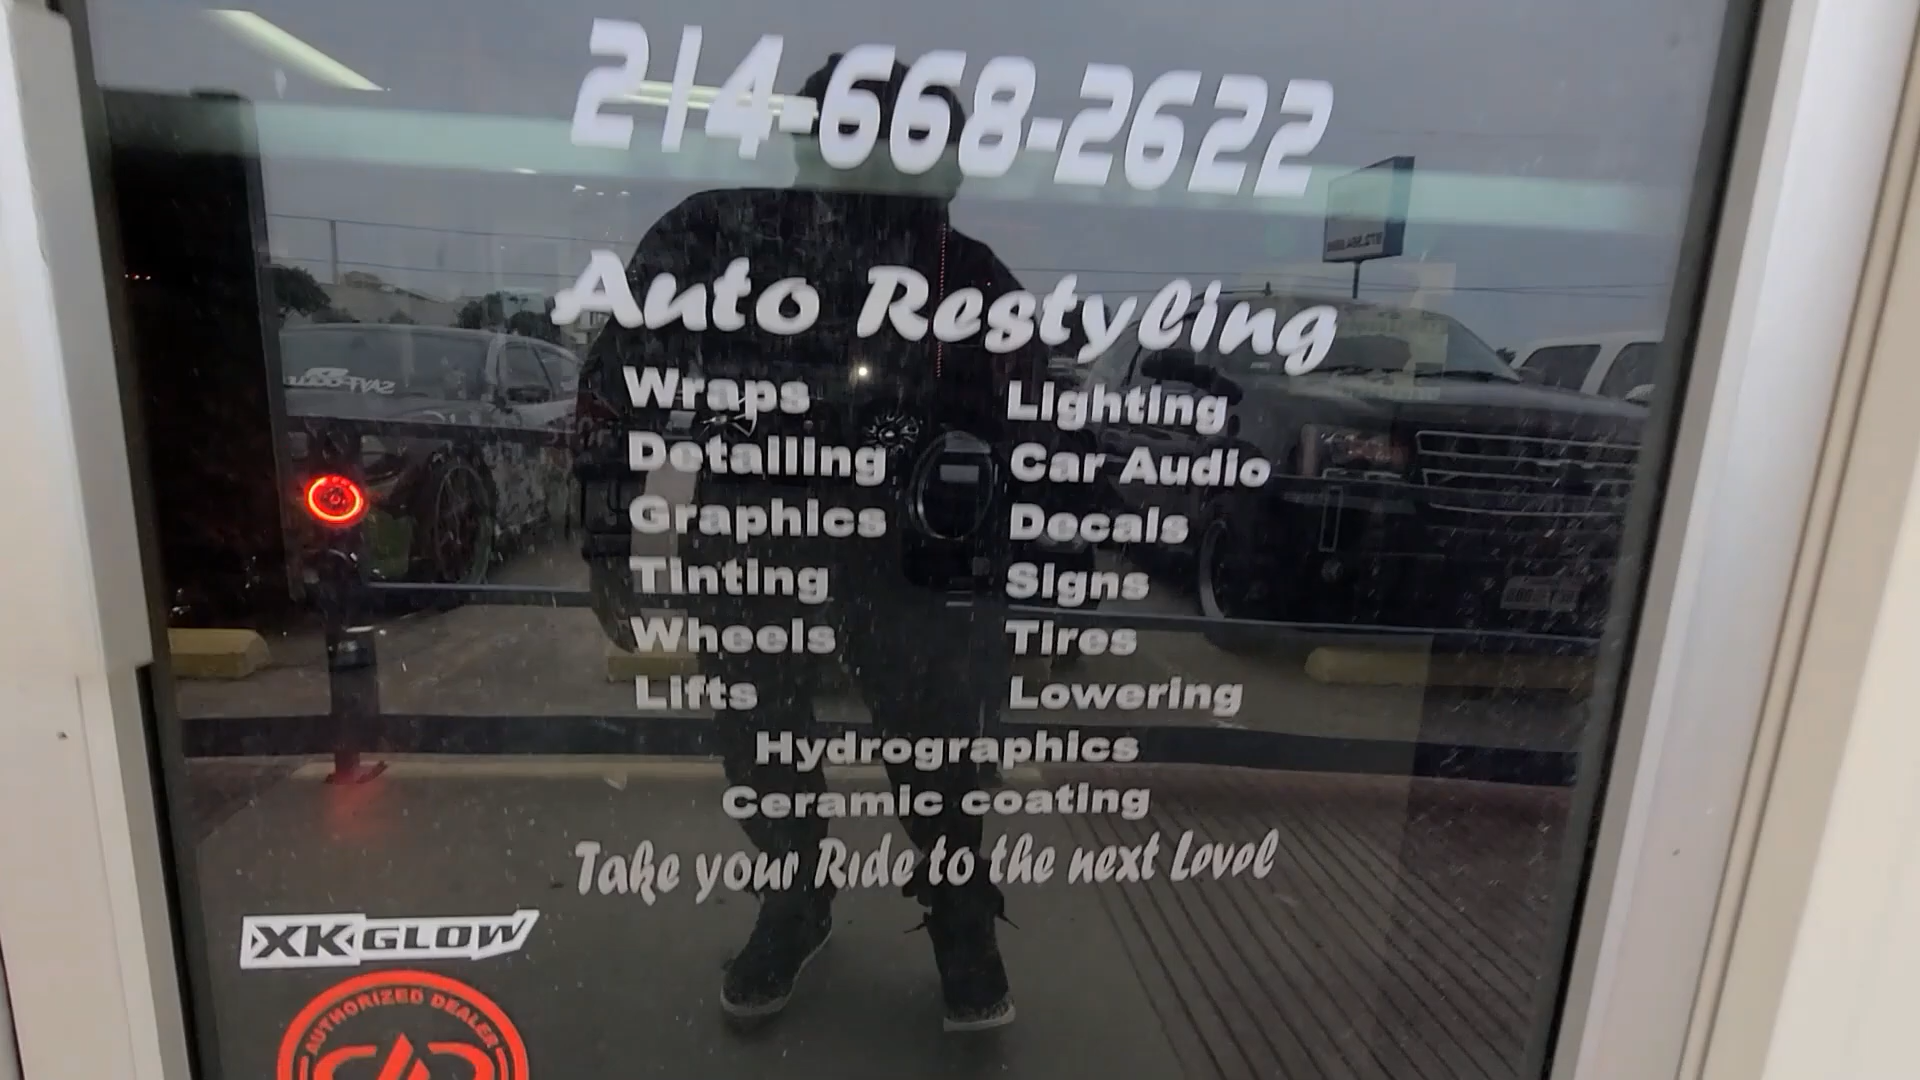 214-668-2622
Auto Restyling
Wraps
Lighting
Detailing
Car Audio
Graphics
Decals
Tinting
Signs
Wheels
Tires
Lifts
Lowering
Hydrographics
Ceramic coating
Take your Ride to the next Level
XKGLOW
AUTHORIZED DEALER